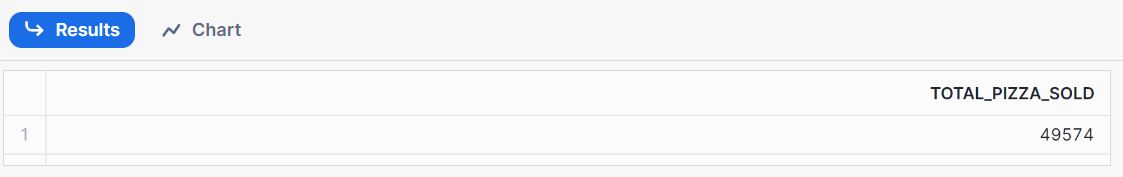 Results Chart
TOTAL_PIZZA_SOLD
1 49574